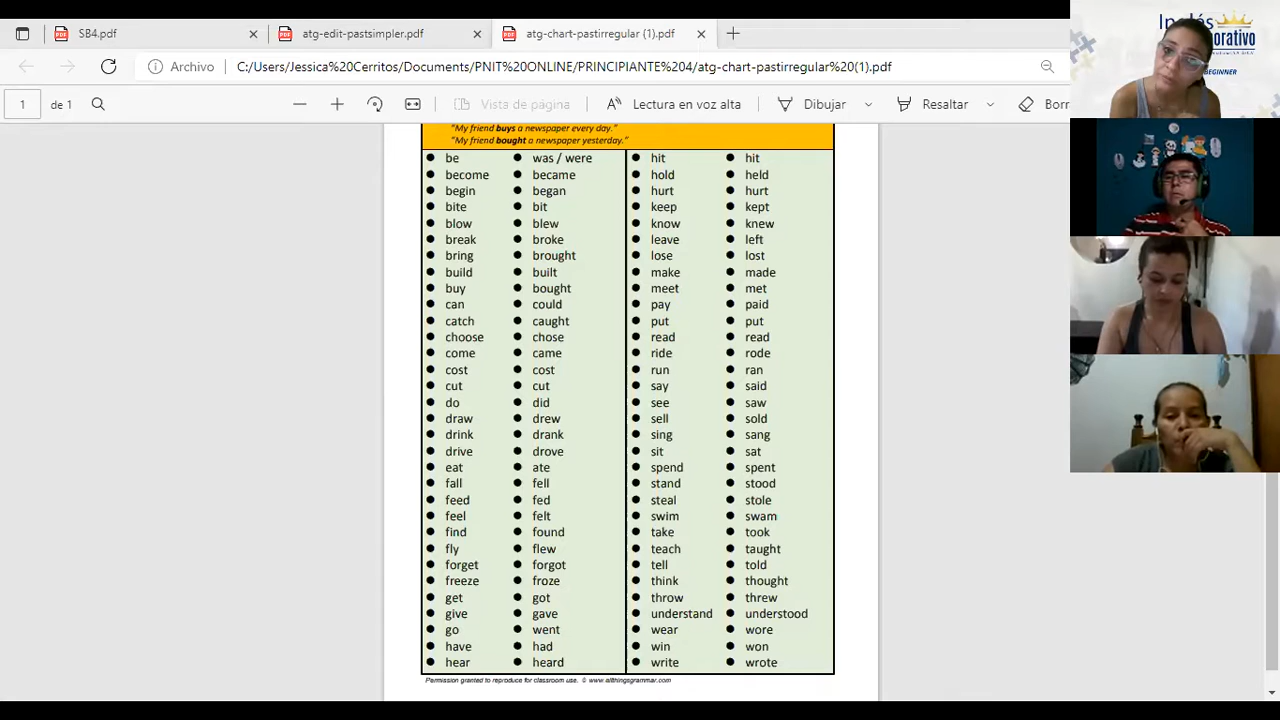 SB4.pdf
atg-edit-pastsimpler.pdf
atg-chart-pastirregular (1).pdf
Archivo
C:/Users/Jessica%20Cerritos/Documents/PNIT%20ONLINE/PRINCIPIANTE%204/atg-chart-pastirregular%20(1).pdf
1 de 1
Vista de página
Lectura en voz alta
Dibujar
Resaltar
Borr
"My friend buys a newspaper every day."
"My friend bought a newspaper yesterday."
be was / were hit hit
become became hold held
begin began hurt hurt
bite bit keep kept
blow blew know knew
break broke leave left
bring brought lose lost
build built make made
buy bought meet met
can could pay paid
catch caught put put
choose chose read read
come came ride rode
cost cost run ran
cut cut say said
do did see saw
draw drew sell sold
drink drank sing sang
drive drove sit sat
eat ate spend spent
fall fell stand stood
feed fed steal stole
feel felt swim swam
find found take took
fly flew teach taught
forget forgot tell told
freeze froze think thought
get got throw threw
give gave understand understood
go went wear wore
have had win won
hear heard write wrote
Permission granted to reproduce for classroom use. © www.allthingsgrammar.com
orativo
BEGINNER